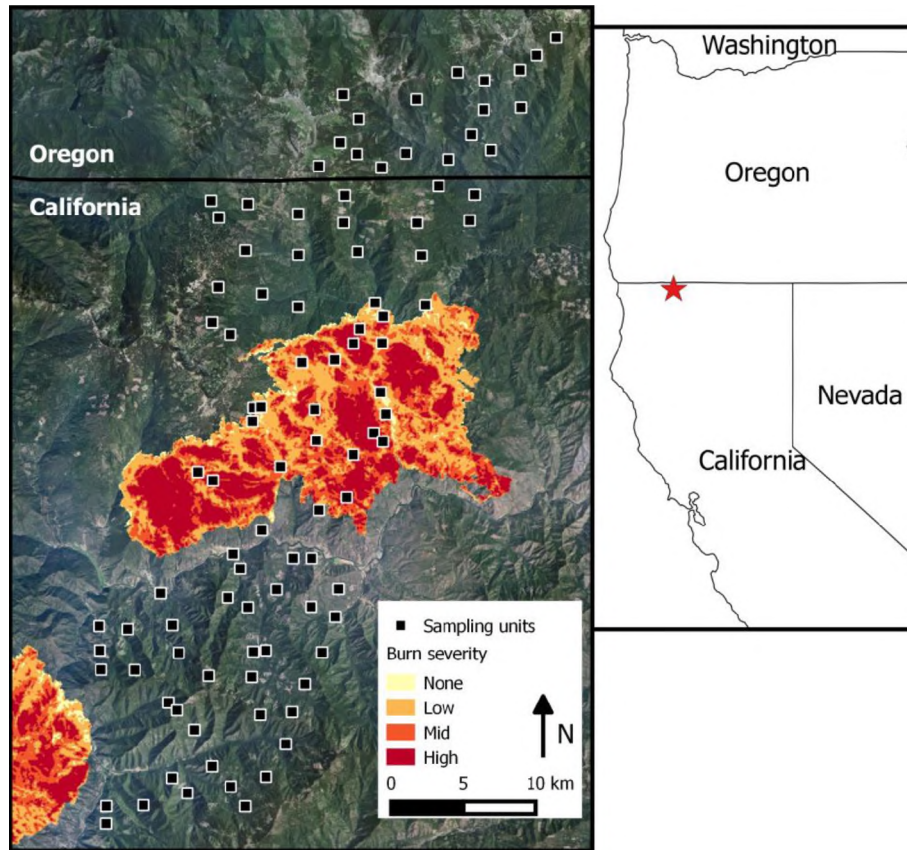 Oregon
California
Sampling units
Burn severity
None
Low
Mid
High
N
0 5 10 km
Washington
Oregon
Nevada
California